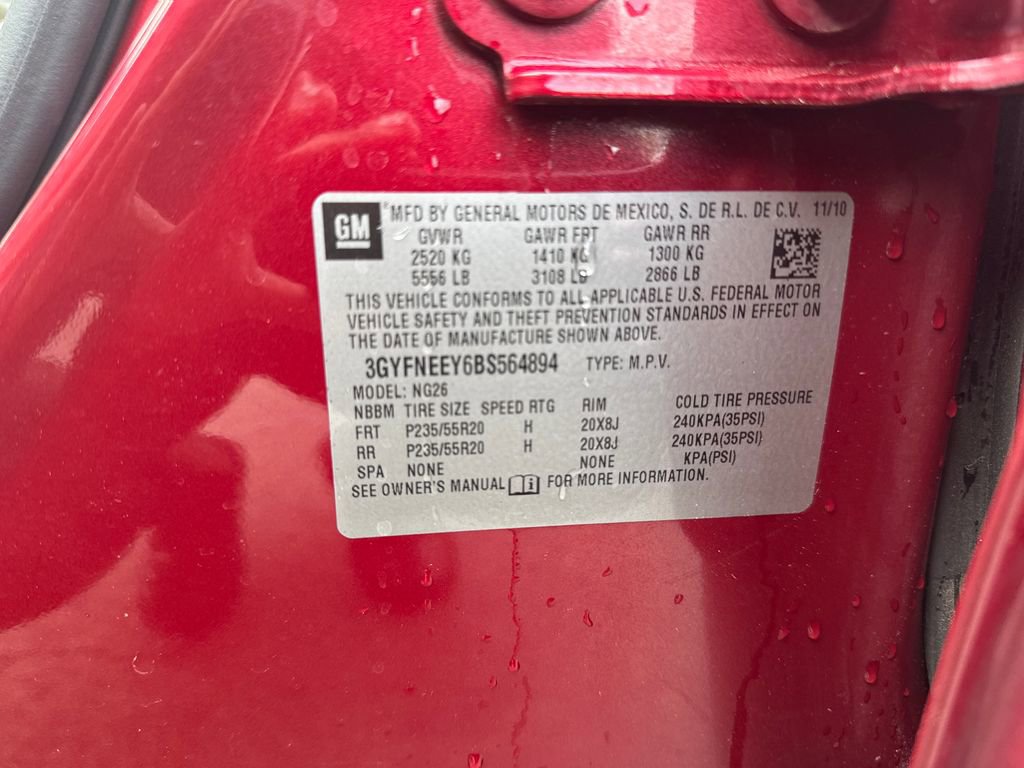 GM ® MFD BY GENERAL MOTORS DE MEXICO, S. DE R.L. DE C.V. 11/10
GVWR GAWR FRT GAWR RR
2520 KG 1410 KG 1300 KG
5556 LB 3108 LB 2866 LB
THIS VEHICLE CONFORMS TO ALL APPLICABLE U.S. FEDERAL MOTOR
VEHICLE SAFETY AND THEFT PREVENTION STANDARDS IN EFFECT ON
THE DATE OF MANUFACTURE SHOWN ABOVE.
3GYFNEEY6BS564894 TYPE: M.P.V.
MODEL: NG26
NBBM TIRE SIZE SPEED RTG RIM COLD TIRE PRESSURE
FRT P235/55R20 H 20X8J 240KPA(35PSI)
RR P235/55R20 H 20X8J 240KPA(35PSI)
SPA NONE NONE KPA(PSI)
SEE OWNER'S MANUAL i FOR MORE INFORMATION.